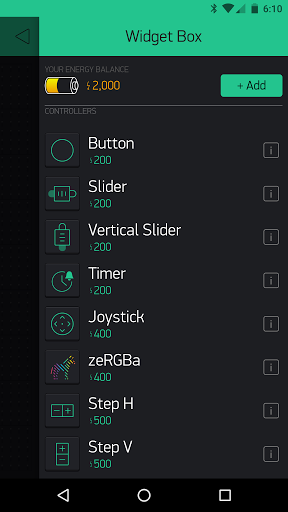 6:10
Widget Box
YOUR ENERGY BALANCE
2,000
+ Add
CONTROLLERS
Button
200
Slider
200
Vertical Slider
200
Timer
200
Joystick
400
zeRGBa
400
Step H
500
Step V
500